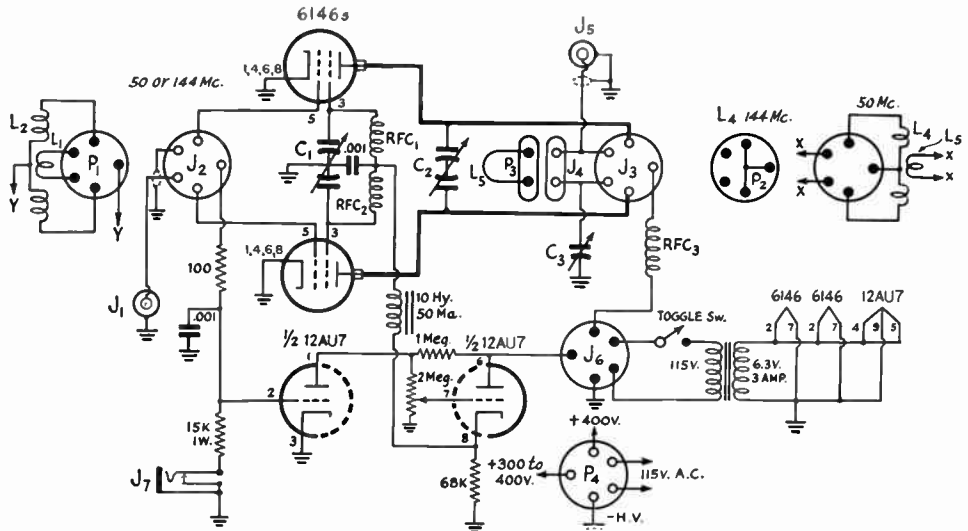 6146s
J5
1,4,6,8
50 OR 144 Mc.
3
5
L4 144 Mc.
50 Mc.
L2
L1
P1
J2
C1
.001
RFC1
RFC2
C2
L5
P3
J4
J3
P2
L4
L5
X
X
X
X
Y
Y
5
3
1,4,6,8
100
C3
RFC3
J1
.001
10 Hy.
50 Ma.
6146
6146
12AU7
2
7
2
7
4
9
5
TOGGLE Sw.
½ 12AU7
1 Meg.
½ 12AU7
1
2 Meg.
6
J6
115V.
6.3V.
3 AMP.
2
7
3
8
15K
1W.
+400V.
+300 to
400V.
P4
115V. A.C.
J7
68K
-H.V.